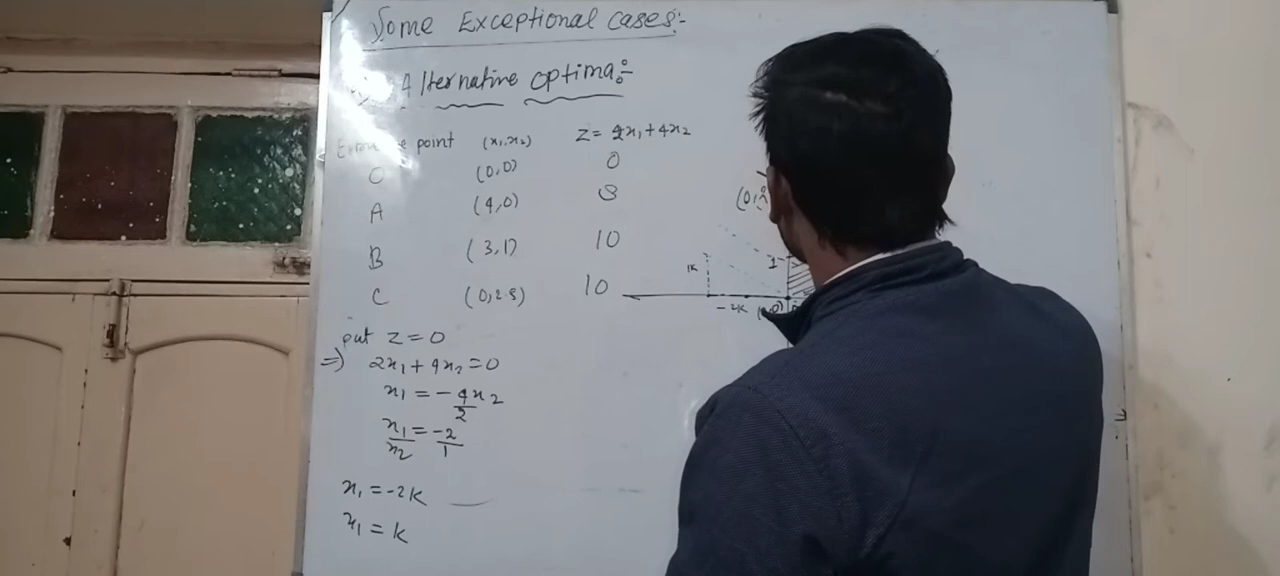 Some Exceptional cases:-
Alternative optima:-
point (x₁,x₂) Z= 2x₁+4x₂
O (0,0) 0
A (4,0) 8
B (3,1) 10
C (0,2.5) 10
put Z=0
=) 2x₁+4x₂=0
x₁ = -4x₂/2
x₁/x₂ = -2/1
x₁ = -2K
x₁ = K
1K
1
-2K